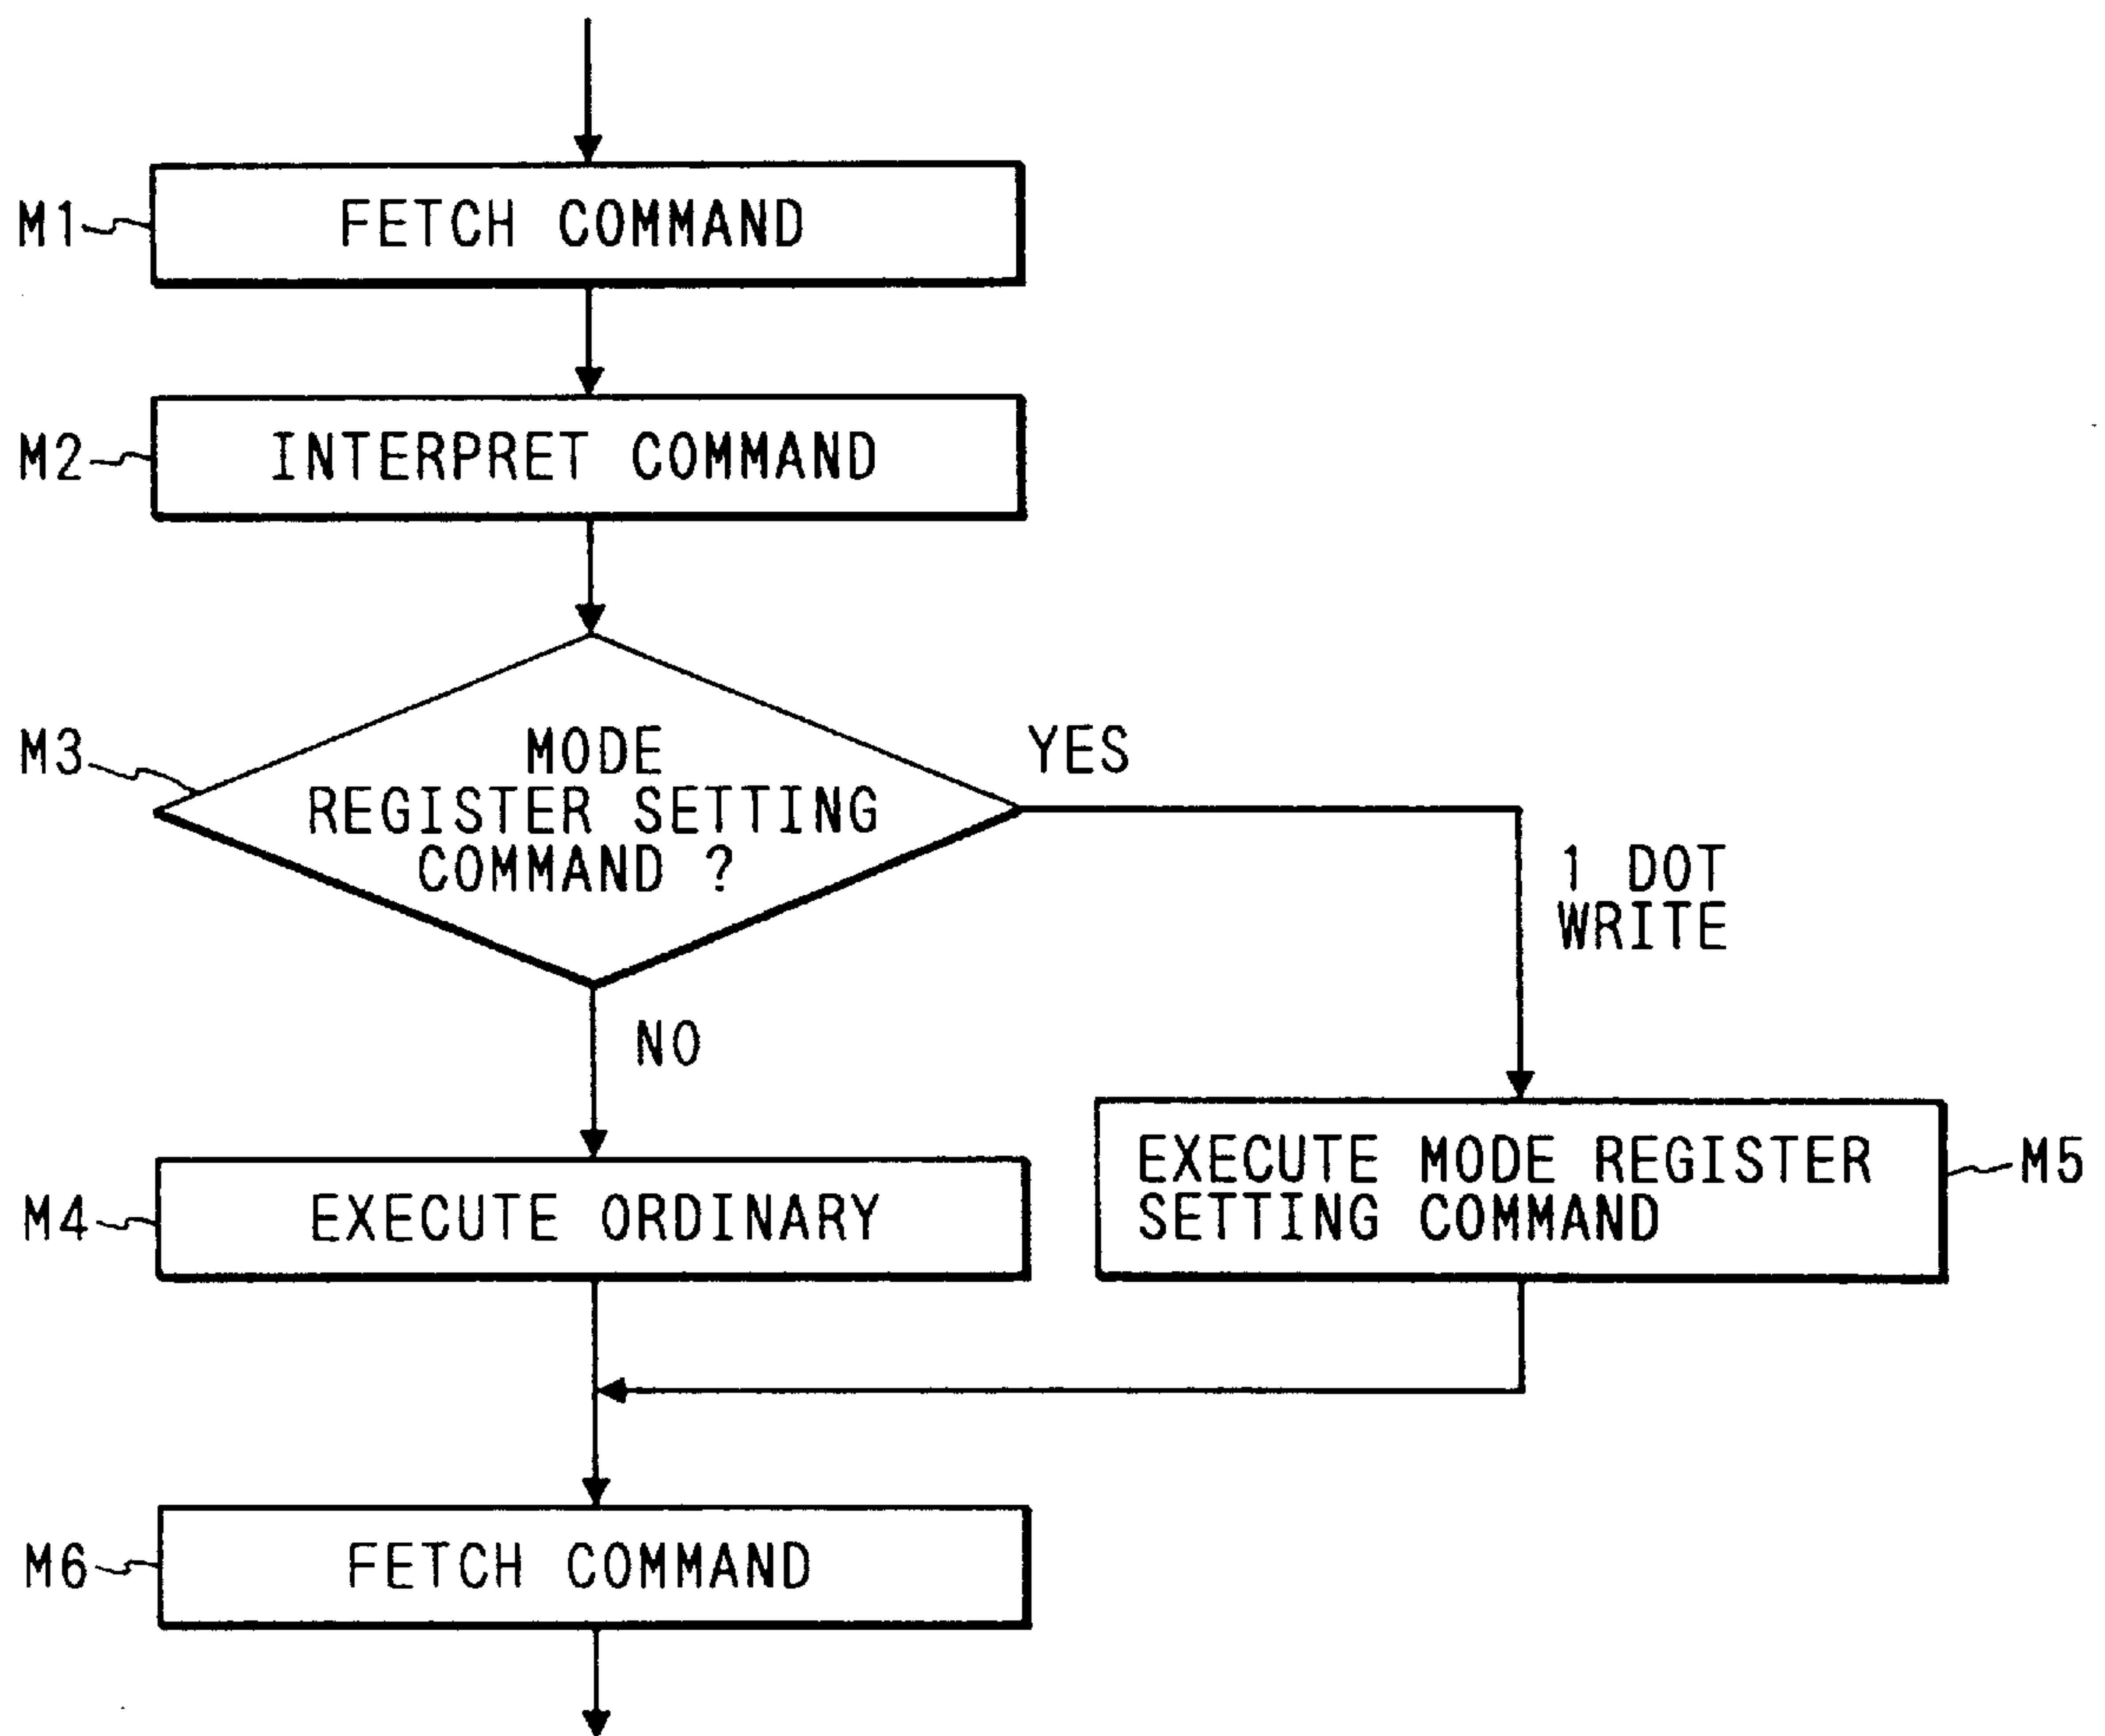 M1
FETCH COMMAND
M2
INTERPRET COMMAND
M3
MODE
REGISTER SETTING
COMMAND ?
YES
1 DOT
WRITE
NO
M4
EXECUTE ORDINARY
EXECUTE MODE REGISTER
SETTING COMMAND
M5
M6
FETCH COMMAND